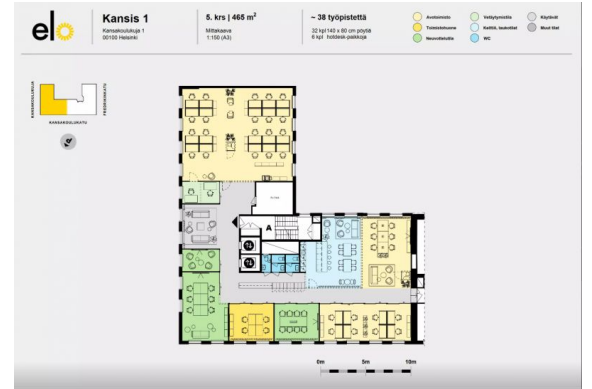 elo
Kansis 1
Kansakoulukuja 1
00100 Helsinki
5. krs | 465 m²
Mittakaava
1:150 (A3)
~ 38 työpistettä
32 kpl 140 x 80 cm pöytiä
6 kpl hotdesk-paikkoja
Avotoimisto
Toimistohuone
Neuvottelutila
Vetäytymistila
Keittiö, taukotilat
WC
Käytävät
Muut tilat
KANSAKOULUKUJA
FREDRIKINKATU
KANSAKOULUKATU
A
0m 5m 10m